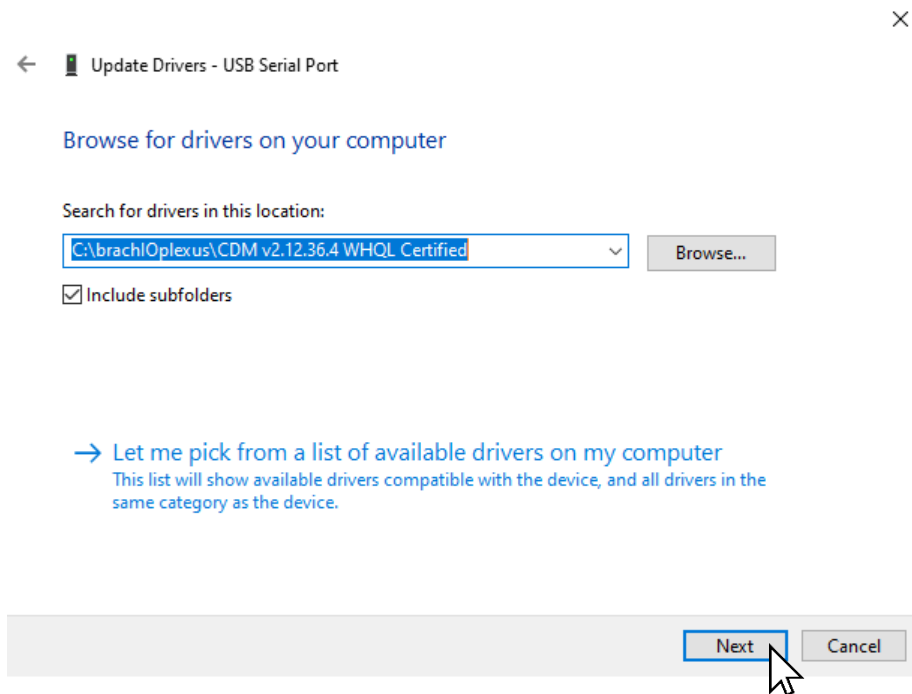 Update Drivers - USB Serial Port
Browse for drivers on your computer
Search for drivers in this location:
C:\brachIOplexus\CDM v2.12.36.4 WHQL Certified
Browse...
Include subfolders
Let me pick from a list of available drivers on my computer
This list will show available drivers compatible with the device, and all drivers in the
same category as the device.
Next
Cancel